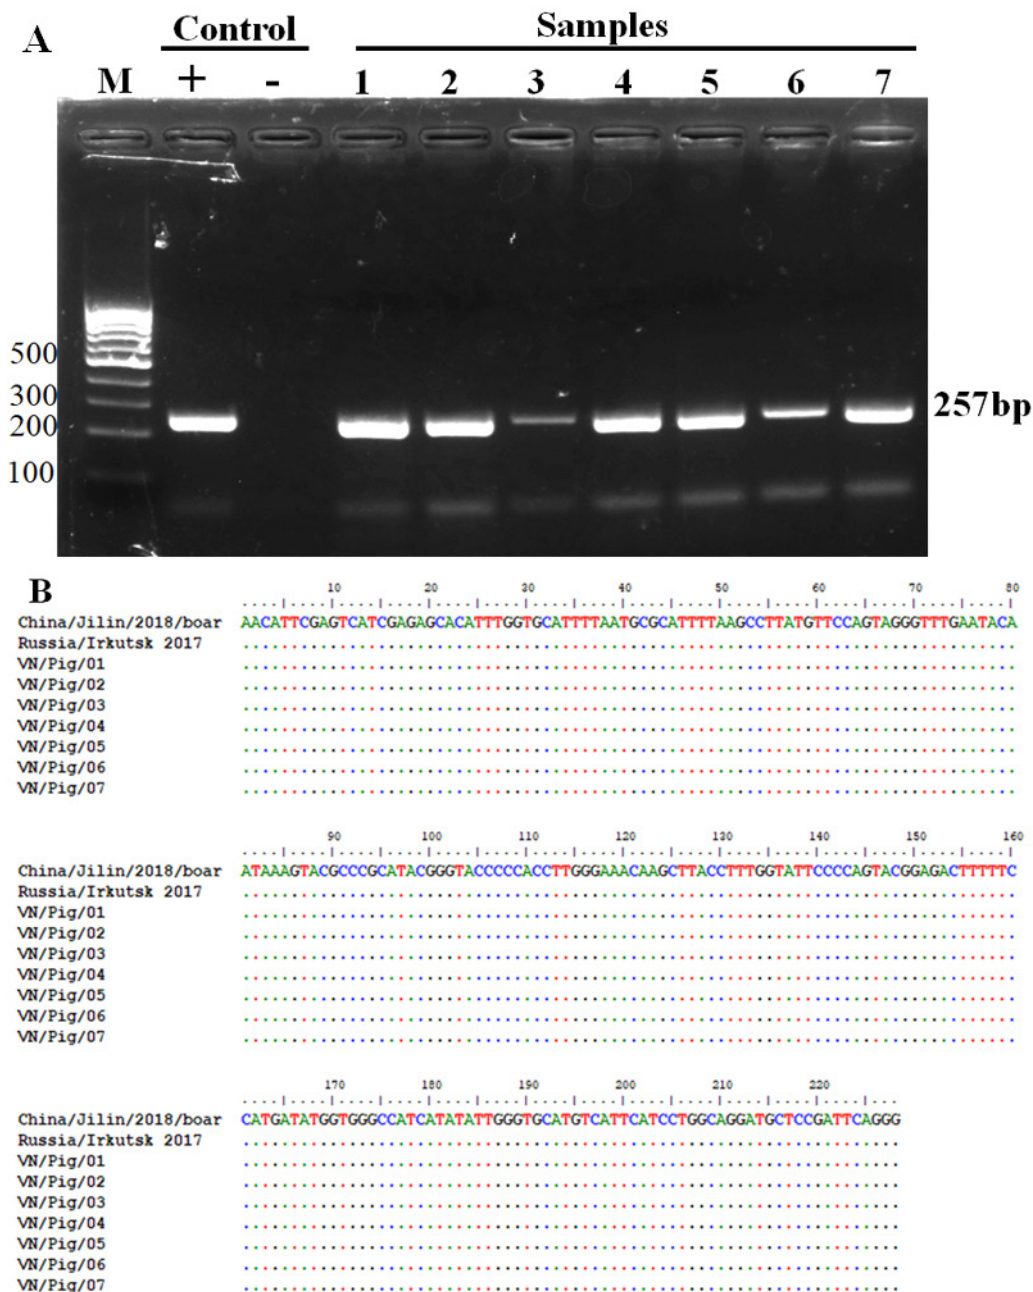 A
Control
Samples
M + - 1 2 3 4 5 6 7
500
300
200
100
257bp
B
10 20 30 40 50 60 70 80
China/Jilin/2018/boar AACATTCGAGTCATCGAGAGCACATTTGGTGCATTTTAATGCGCATTTTAAGCCTTATGTTCCAGTAGGGTTTGAATACA
Russia/Irkutsk 2017
VN/Pig/01
VN/Pig/02
VN/Pig/03
VN/Pig/04
VN/Pig/05
VN/Pig/06
VN/Pig/07
90 100 110 120 130 140 150 160
China/Jilin/2018/boar ATAAAGTACGCCCGCATACGGGTACCCCCACCTTGGGAAACAAGCTTACCTTTGGTATTCCCCAGTACGGAGACTTTTTC
Russia/Irkutsk 2017
VN/Pig/01
VN/Pig/02
VN/Pig/03
VN/Pig/04
VN/Pig/05
VN/Pig/06
VN/Pig/07
170 180 190 200 210 220
China/Jilin/2018/boar CATGATATGGTGGGCCATCATATATTGGGTGCATGTCATTCATCCTGGCAGGATGCTCCGATTCAGGG
Russia/Irkutsk 2017
VN/Pig/01
VN/Pig/02
VN/Pig/03
VN/Pig/04
VN/Pig/05
VN/Pig/06
VN/Pig/07